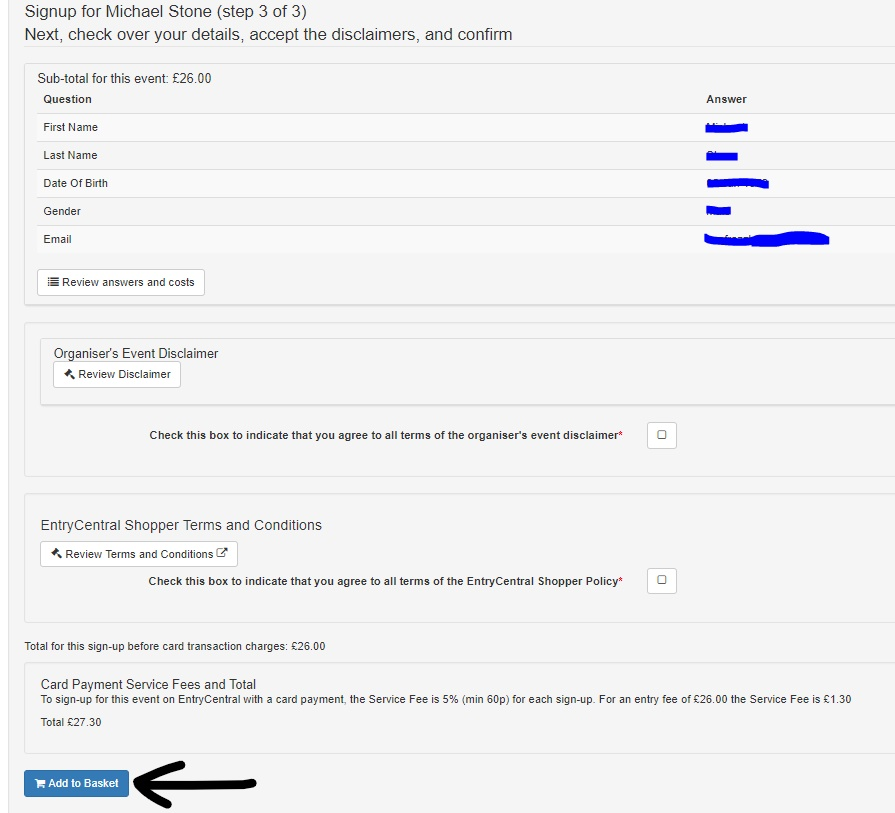 Signup for Michael Stone (step 3 of 3)
Next, check over your details, accept the disclaimers, and confirm
Sub-total for this event: £26.00
Question Answer
First Name
Last Name
Date Of Birth
Gender
Email
Review answers and costs
Organiser's Event Disclaimer
Review Disclaimer
Check this box to indicate that you agree to all terms of the organiser's event disclaimer*
EntryCentral Shopper Terms and Conditions
Review Terms and Conditions
Check this box to indicate that you agree to all terms of the EntryCentral Shopper Policy*
Total for this sign-up before card transaction charges: £26.00
Card Payment Service Fees and Total
To sign-up for this event on EntryCentral with a card payment, the Service Fee is 5% (min 60p) for each sign-up. For an entry fee of £26.00 the Service Fee is £1.30
Total £27.30
Add to Basket